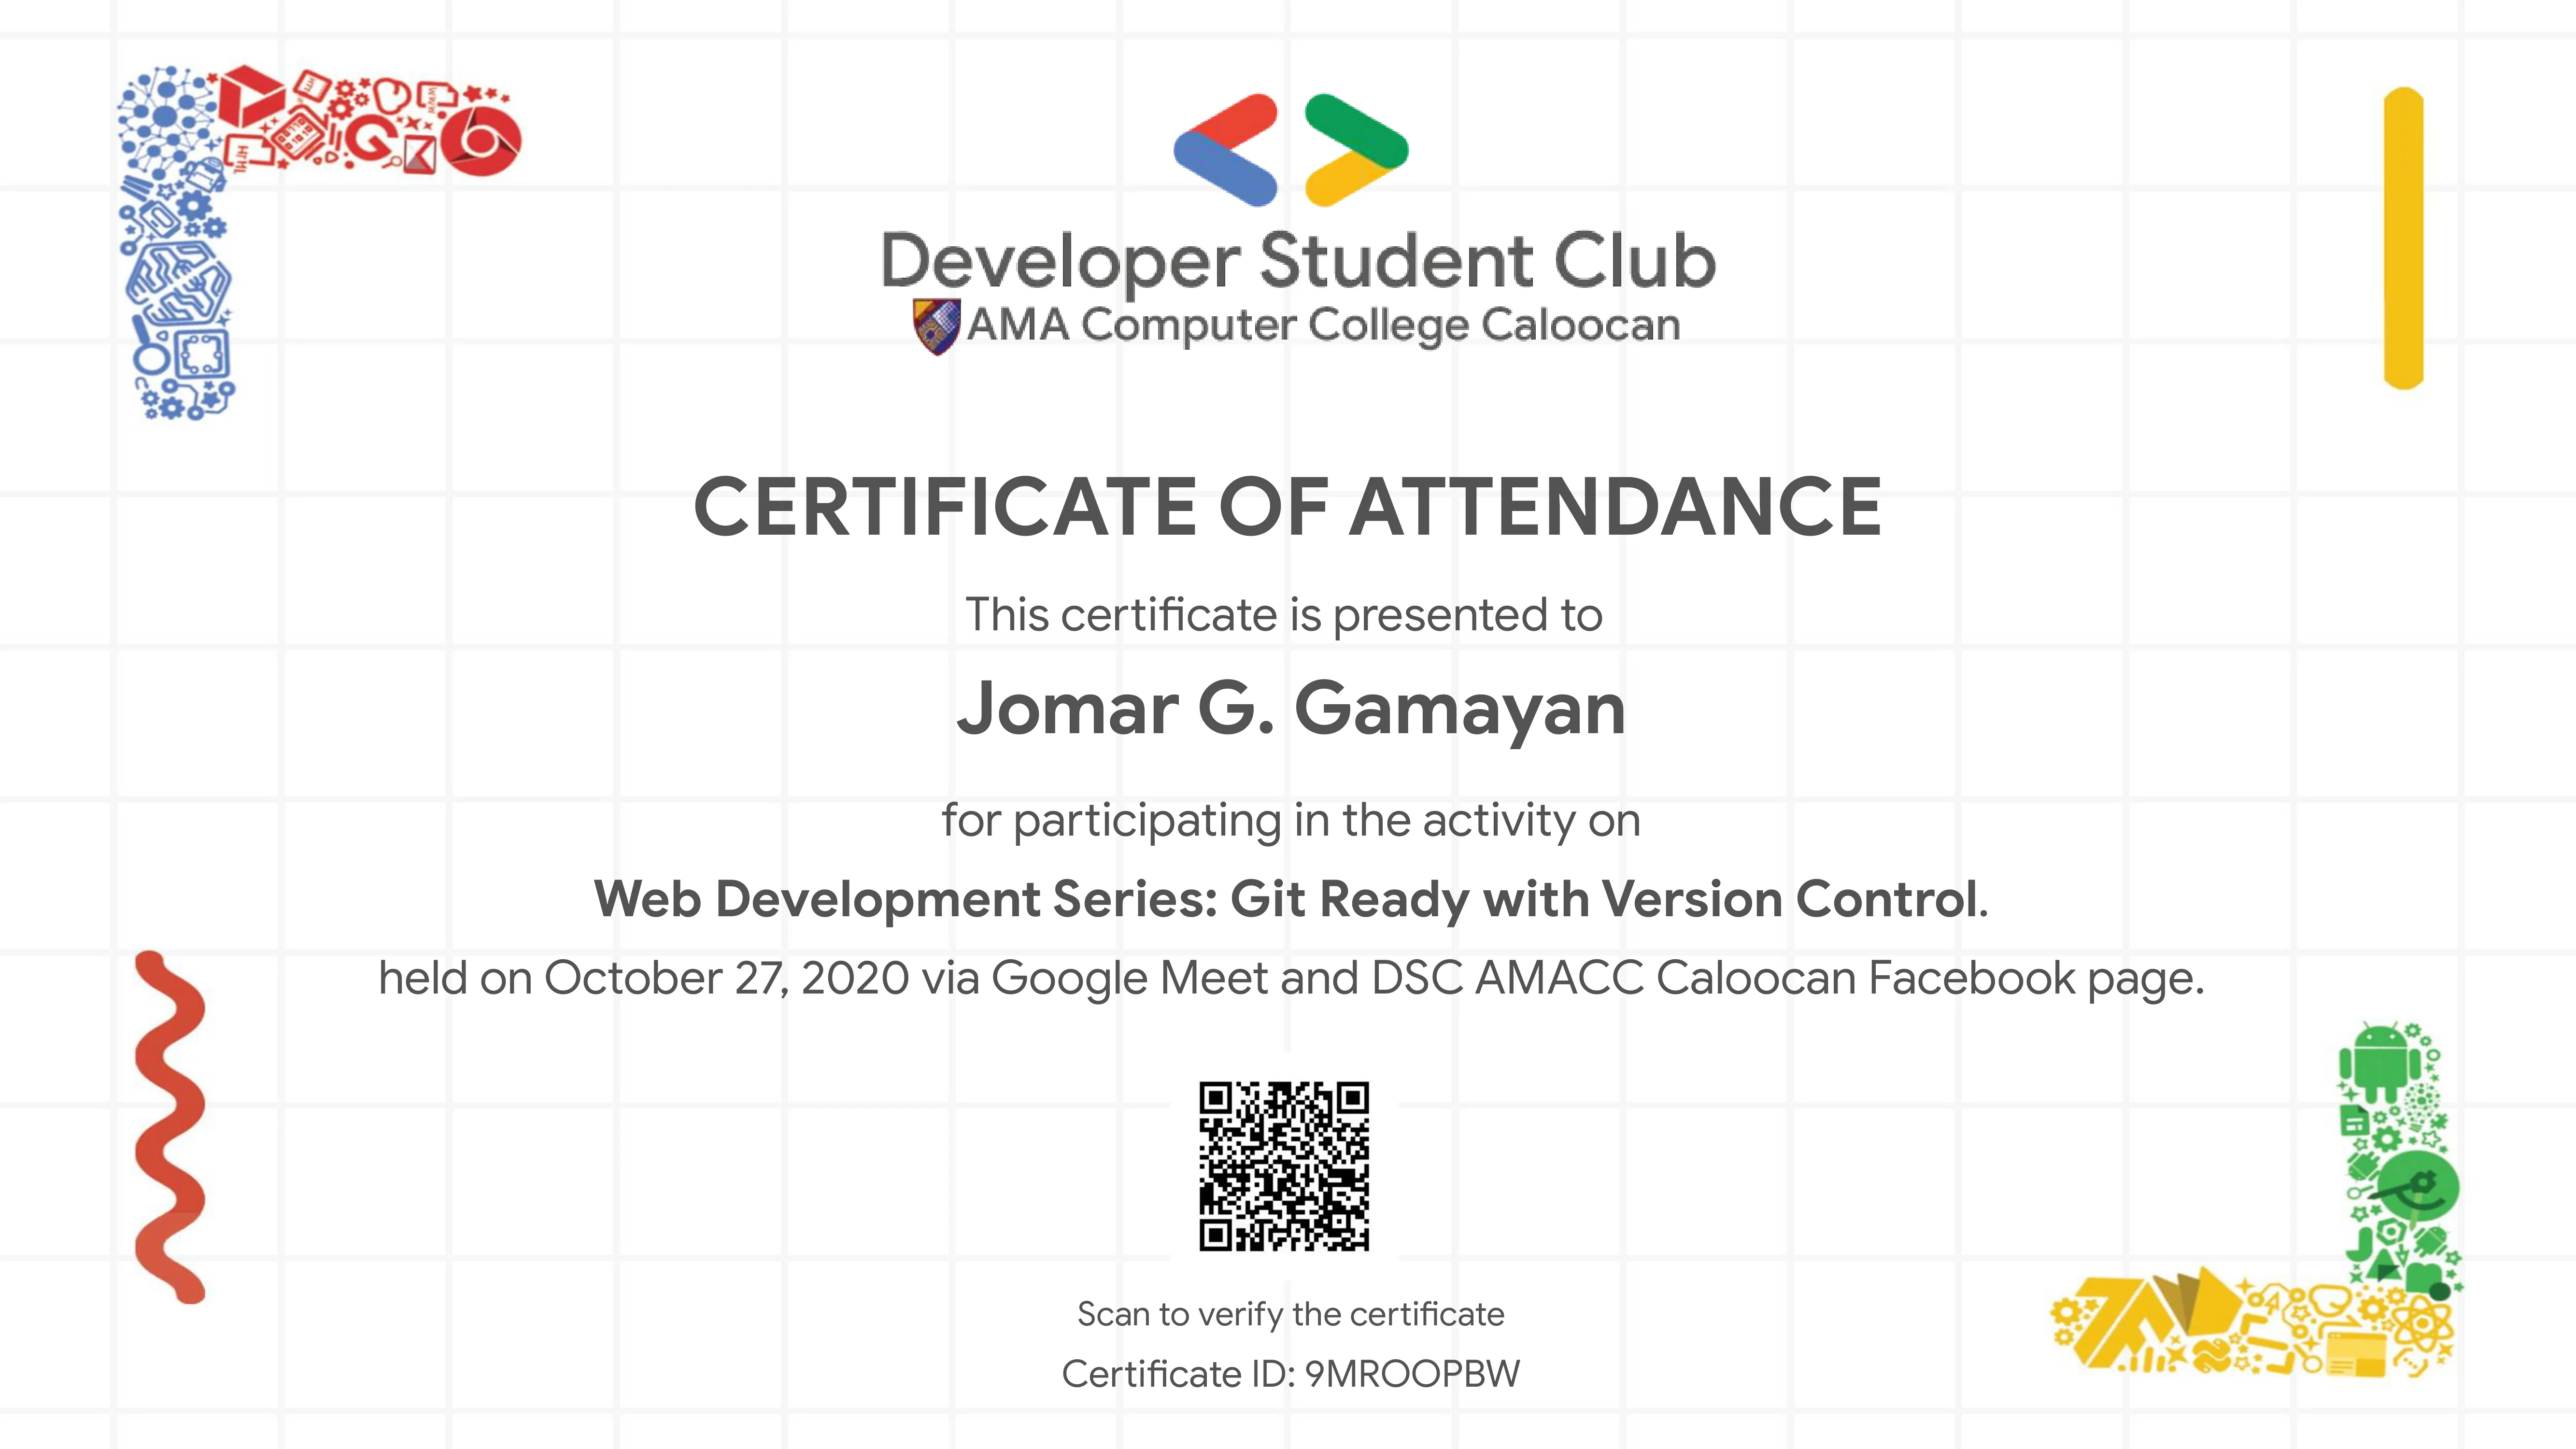 Developer Student Club
AMA Computer College Caloocan
CERTIFICATE OF ATTENDANCE
This certificate is presented to
Jomar G. Gamayan
for participating in the activity on
Web Development Series: Git Ready with Version Control.
held on October 27, 2020 via Google Meet and DSC AMACC Caloocan Facebook page.
Scan to verify the certificate
Certificate ID: 9MROOPBW